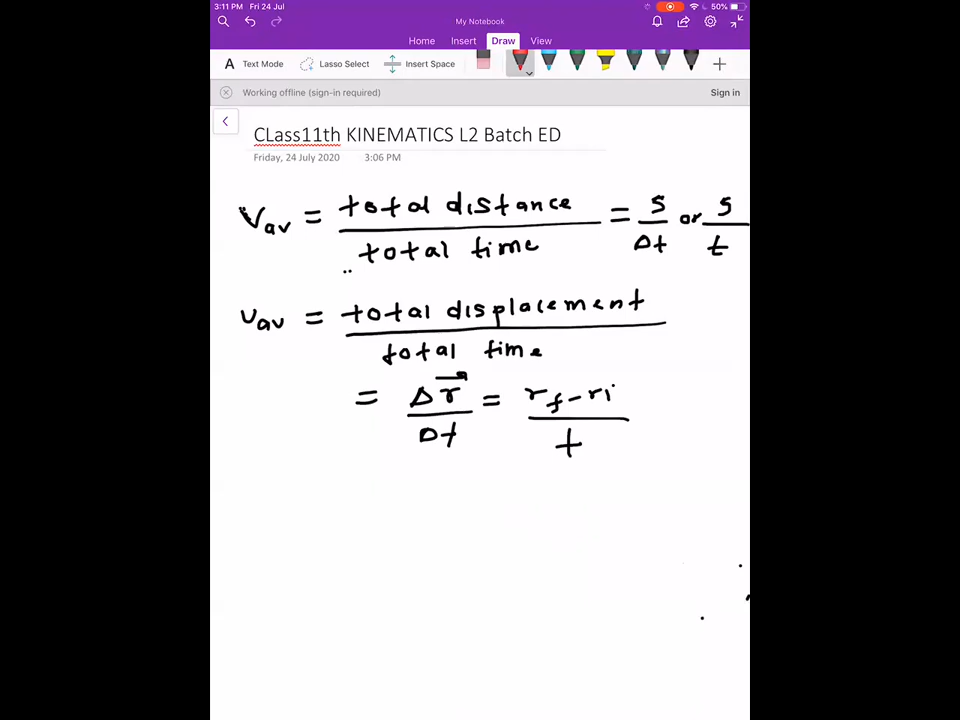 3:11 PM Fri 24 Jul 50%
My Notebook
Home Insert Draw View
A Text Mode Lasso Select Insert Space
Working offline (sign-in required) Sign in
CLass11th KINEMATICS L2 Batch ED
Friday, 24 July 2020 3:06 PM
Vav = total distance / total time = S/Δt or S/t
vav = total displacement / total time
= Δr⃗/Δt = rf-ri/t